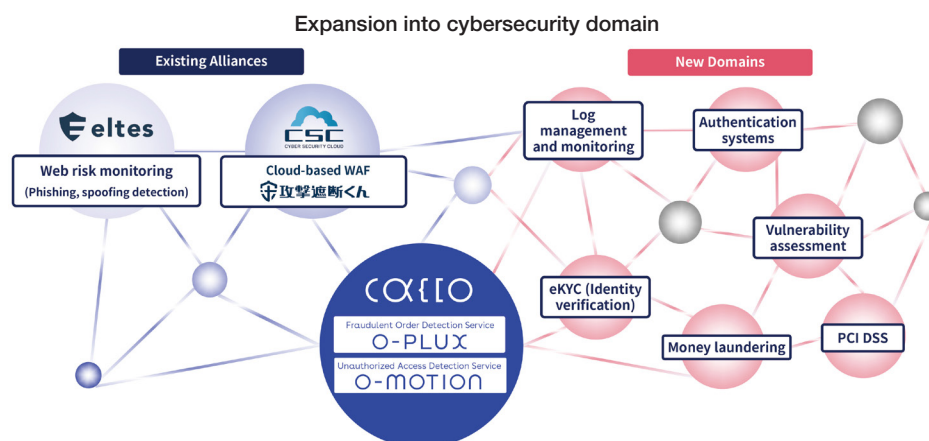 Expansion into cybersecurity domain
Existing Alliances
New Domains
eltes
Web risk monitoring
(Phishing, spoofing detection)
CSC
CYBER SECURITY CLOUD
Cloud-based WAF
攻撃遮断くん
Log
management
and monitoring
Authentication
systems
Vulnerability
assessment
eKYC (Identity
verification)
Money laundering
PCI DSS
cacco
Fraudulent Order Detection Service
O-PLUX
Unauthorized Access Detection Service
O-MOTION